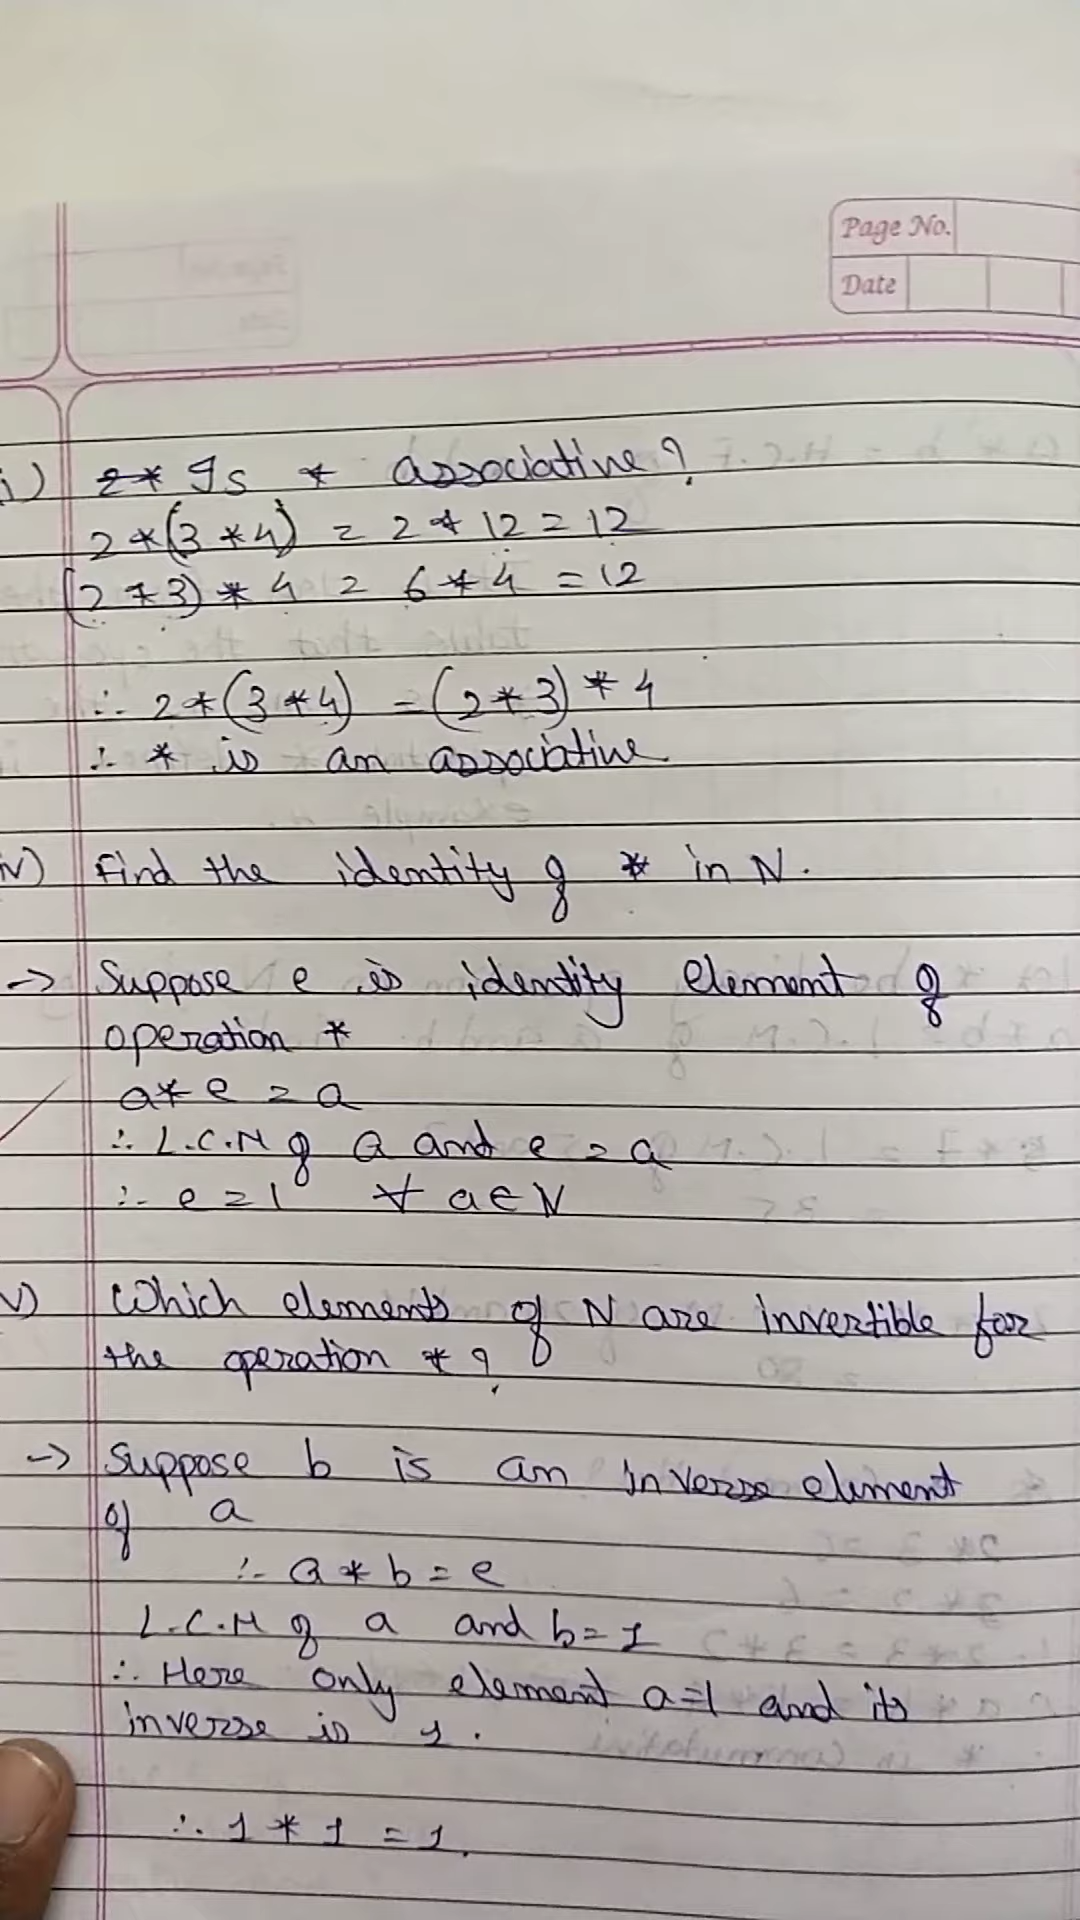 Page No.
Date
i) 2* Is * associative?
2*(3*4) = 2*12 = 12
(2*3)*4 = 6*4 = 12
∴ 2*(3*4) = (2*3)*4
∴ * is an associative
iv) Find the identity of * in N.
-> Suppose e is identity element of
operation *
a*e = a
∴ L.C.M of a and e = a
∴ e = 1 ∀ a∈N
v) Which elements of N are invertible for
the operation *?
-> Suppose b is an inverse element
of a
∴ a*b = e
L.C.M of a and b = 1
∴ Here only element a=1 and its
inverse is 1.
∴ 1*1 = 1.